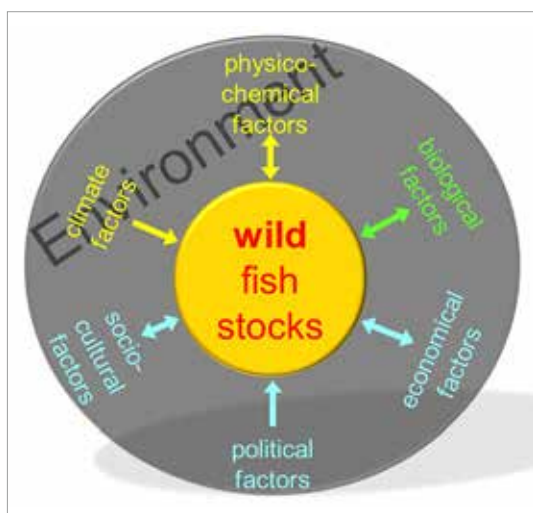 Environment
physico-
chemical
factors
biological
factors
economical
factors
political
factors
socio-
cultural
factors
climate
factors
wild
fish
stocks